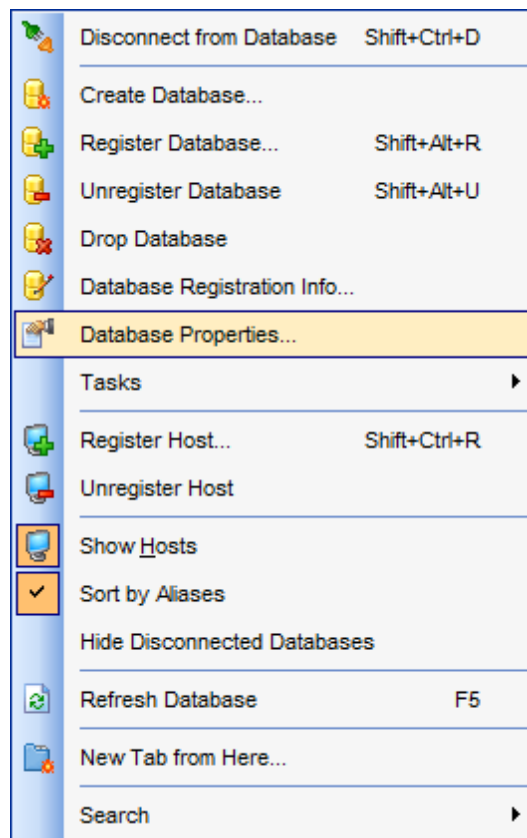 Disconnect from Database Shift+Ctrl+D
Create Database...
Register Database... Shift+Alt+R
Unregister Database Shift+Alt+U
Drop Database
Database Registration Info...
Database Properties...
Tasks
Register Host... Shift+Ctrl+R
Unregister Host
Show Hosts
Sort by Aliases
Hide Disconnected Databases
Refresh Database F5
New Tab from Here...
Search